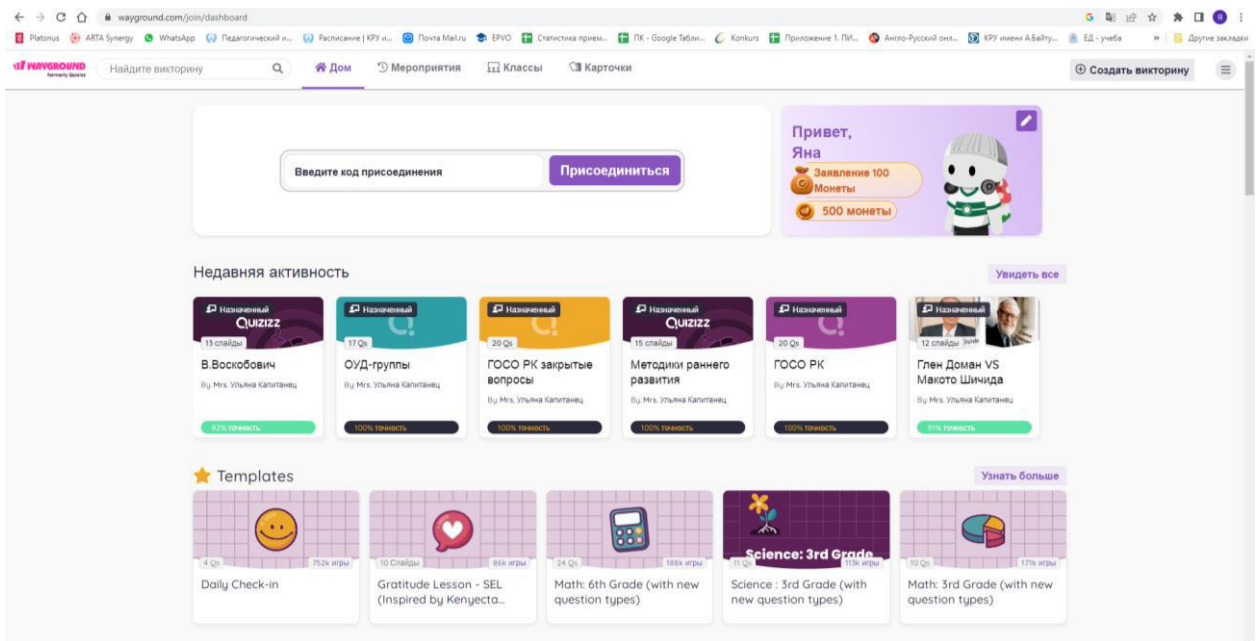 wayground.com/join/dashboard
Platonus ARTA Synergy WhatsApp Педагогический и... Расписание | КРУ и... Почта Mail.ru EPVO Статистика прием... ПК - Google Табли... Konkurs Приложение 1. ПИ... Англо-Русский онл... КРУ имени А.Байту... ЕД - учеба » Другие закладки
WAYGROUND
formerly Quizizz
Найдите викторину
Дом Мероприятия Классы Карточки
Создать викторину
Введите код присоединения Присоединиться
Привет,
Яна
Заявление 100
Монеты
500 монеты
Недавняя активность Увидеть все
Назначенный Назначенный Назначенный Назначенный Назначенный Назначенный
QUIZIZZ QUIZIZZ
13 слайды 17 Qs 20 Qs 15 слайды 20 Qs 12 слайды
В.Воскобович
By: Mrs. Ульяна Капитанец
92% точность
ОУД-группы
By: Mrs. Ульяна Капитанец
100% точность
ГОСО РК закрытые
вопросы
By: Mrs. Ульяна Капитанец
100% точность
Методики раннего
развития
By: Mrs. Ульяна Капитанец
100% точность
ГОСО РК
By: Mrs. Ульяна Капитанец
100% точность
Глен Доман VS
Макото Шичида
By: Mrs. Ульяна Капитанец
91% точность
Templates Узнать больше
4 Qs 752k игры
Daily Check-in
10 Слайды 86k игры
Gratitude Lesson - SEL
(Inspired by Kenyecta...
24 Qs 188k игры
Math: 6th Grade (with new
question types)
Science: 3rd Grade
11 Qs 113k игры
Science : 3rd Grade (with
new question types)
10 Qs 171k игры
Math: 3rd Grade (with new
question types)